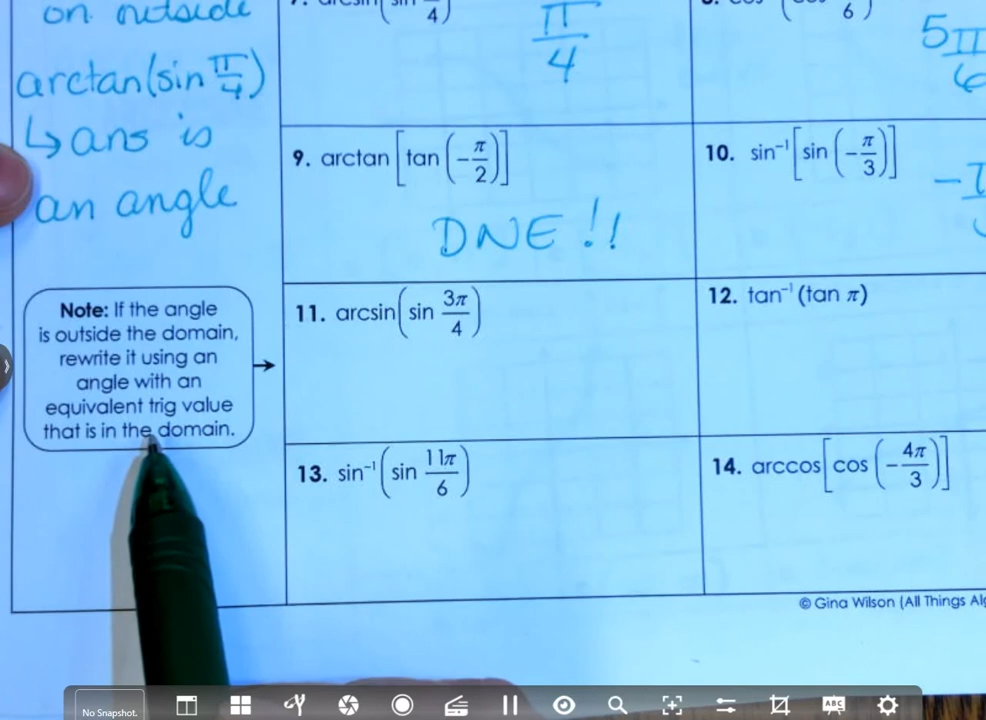 on outside
arctan(sin π/4)
↳ ans is
an angle
π/4
5π/6
9. arctan[tan(-π/2)]
DNE!!
10. sin⁻¹[sin(-π/3)]
Note: If the angle
is outside the domain,
rewrite it using an
angle with an
equivalent trig value
that is in the domain.
11. arcsin(sin 3π/4)
12. tan⁻¹(tan π)
13. sin⁻¹(sin 11π/6)
14. arccos[cos(-4π/3)]
© Gina Wilson (All Things Alg
No Snapshot.
ABC